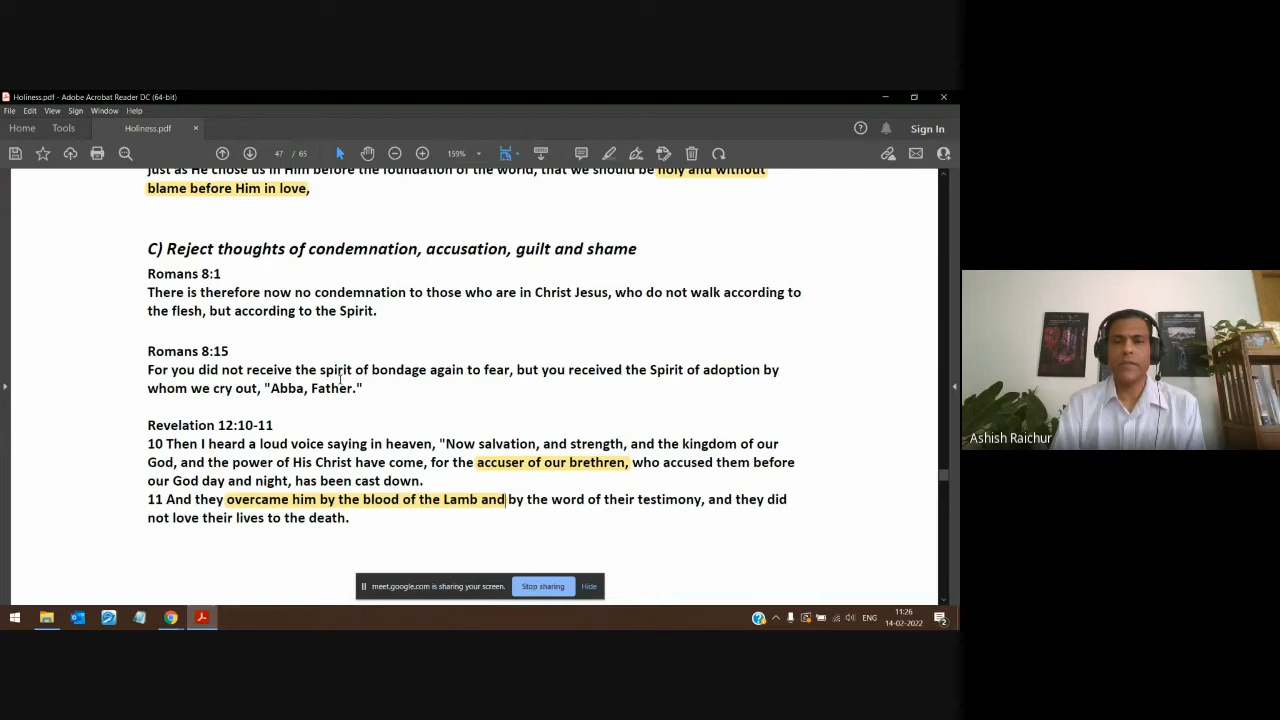 Holiness.pdf - Adobe Acrobat Reader DC (64-bit)
File Edit View Sign Window Help
Home Tools Holiness.pdf × Sign In
47 / 65 159%
just as He chose us in Him before the foundation of the world, that we should be holy and without
blame before Him in love,
C) Reject thoughts of condemnation, accusation, guilt and shame
Romans 8:1
There is therefore now no condemnation to those who are in Christ Jesus, who do not walk according to
the flesh, but according to the Spirit.
Romans 8:15
For you did not receive the spirit of bondage again to fear, but you received the Spirit of adoption by
whom we cry out, "Abba, Father."
Revelation 12:10-11
10 Then I heard a loud voice saying in heaven, "Now salvation, and strength, and the kingdom of our
God, and the power of His Christ have come, for the accuser of our brethren, who accused them before
our God day and night, has been cast down.
11 And they overcame him by the blood of the Lamb and by the word of their testimony, and they did
not love their lives to the death.
meet.google.com is sharing your screen. Stop sharing Hide
ENG
11:26
14-02-2022
2
Ashish Raichur